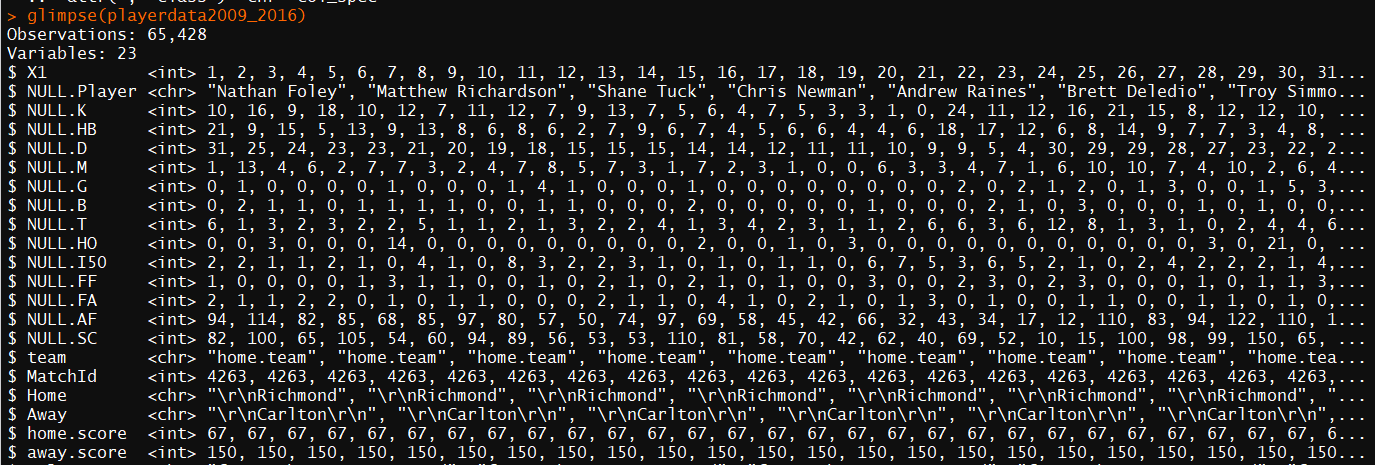 > glimpse(playerdata2009_2016)
Observations: 65,428
Variables: 23
$ X1 <int> 1, 2, 3, 4, 5, 6, 7, 8, 9, 10, 11, 12, 13, 14, 15, 16, 17, 18, 19, 20, 21, 22, 23, 24, 25, 26, 27, 28, 29, 30, 31...
$ NULL.Player <chr> "Nathan Foley", "Matthew Richardson", "Shane Tuck", "Chris Newman", "Andrew Raines", "Brett Deledio", "Troy Simmo...
$ NULL.K <int> 10, 16, 9, 18, 10, 12, 7, 11, 12, 7, 9, 13, 7, 5, 6, 4, 7, 5, 3, 3, 1, 0, 24, 11, 12, 16, 21, 15, 8, 12, 12, 10, ...
$ NULL.HB <int> 21, 9, 15, 5, 13, 9, 13, 8, 6, 8, 6, 2, 7, 9, 6, 7, 4, 5, 6, 6, 4, 4, 6, 18, 17, 12, 6, 8, 14, 9, 7, 7, 3, 4, 8, ...
$ NULL.D <int> 31, 25, 24, 23, 23, 21, 20, 19, 18, 15, 15, 15, 14, 14, 12, 11, 11, 10, 9, 9, 5, 4, 30, 29, 29, 28, 27, 23, 22, 2...
$ NULL.M <int> 1, 13, 4, 6, 2, 7, 7, 3, 2, 4, 7, 8, 5, 7, 3, 1, 7, 2, 3, 1, 0, 0, 6, 3, 3, 4, 7, 1, 6, 10, 10, 7, 4, 10, 2, 6, 4...
$ NULL.G <int> 0, 1, 0, 0, 0, 0, 1, 0, 0, 0, 1, 4, 1, 0, 0, 0, 1, 0, 0, 0, 0, 0, 0, 0, 0, 2, 0, 2, 1, 2, 0, 1, 3, 0, 0, 1, 5, 3,...
$ NULL.B <int> 0, 2, 1, 1, 0, 1, 1, 1, 1, 0, 0, 1, 1, 0, 0, 0, 2, 0, 0, 0, 0, 0, 1, 0, 0, 0, 2, 1, 0, 3, 0, 0, 0, 1, 0, 1, 0, 0,...
$ NULL.T <int> 6, 1, 3, 2, 3, 2, 2, 5, 1, 1, 2, 1, 3, 2, 2, 4, 1, 3, 4, 2, 3, 1, 1, 2, 6, 6, 3, 6, 12, 8, 1, 3, 1, 0, 2, 4, 4, 6...
$ NULL.HO <int> 0, 0, 3, 0, 0, 0, 14, 0, 0, 0, 0, 0, 0, 0, 0, 0, 2, 0, 0, 1, 0, 3, 0, 0, 0, 0, 0, 0, 0, 0, 0, 0, 0, 3, 0, 21, 0, ...
$ NULL.I50 <int> 2, 2, 1, 1, 2, 1, 0, 4, 1, 0, 8, 3, 2, 2, 3, 1, 0, 1, 0, 1, 1, 0, 6, 7, 5, 3, 6, 5, 2, 1, 0, 2, 4, 2, 2, 2, 1, 4,...
$ NULL.FF <int> 1, 0, 0, 0, 0, 1, 3, 1, 1, 0, 0, 1, 0, 2, 1, 0, 2, 1, 0, 1, 0, 0, 3, 0, 0, 2, 3, 0, 2, 3, 0, 0, 0, 1, 0, 1, 1, 3,...
$ NULL.FA <int> 2, 1, 1, 2, 2, 0, 1, 0, 1, 1, 0, 0, 0, 2, 1, 1, 0, 4, 1, 0, 2, 1, 0, 1, 3, 0, 1, 0, 0, 1, 1, 0, 0, 1, 1, 0, 1, 0,...
$ NULL.AF <int> 94, 114, 82, 85, 68, 85, 97, 80, 57, 50, 74, 97, 69, 58, 45, 42, 66, 32, 43, 34, 17, 12, 110, 83, 94, 122, 110, 1...
$ NULL.SC <int> 82, 100, 65, 105, 54, 60, 94, 89, 56, 53, 53, 110, 81, 58, 70, 42, 62, 40, 69, 52, 10, 15, 100, 98, 99, 150, 65, ...
$ team <chr> "home.team", "home.team", "home.team", "home.team", "home.team", "home.team", "home.team", "home.team", "home.tea...
$ MatchId <int> 4263, 4263, 4263, 4263, 4263, 4263, 4263, 4263, 4263, 4263, 4263, 4263, 4263, 4263, 4263, 4263, 4263, 4263, 4263,...
$ Home <chr> "\r\nRichmond", "\r\nRichmond", "\r\nRichmond", "\r\nRichmond", "\r\nRichmond", "\r\nRichmond", "\r\nRichmond", "...
$ Away <chr> "\r\nCarlton\r\n", "\r\nCarlton\r\n", "\r\nCarlton\r\n", "\r\nCarlton\r\n", "\r\nCarlton\r\n", "\r\nCarlton\r\n",...
$ home.score <int> 67, 67, 67, 67, 67, 67, 67, 67, 67, 67, 67, 67, 67, 67, 67, 67, 67, 67, 67, 67, 67, 67, 67, 67, 67, 67, 67, 67, 6...
$ away.score <int> 150, 150, 150, 150, 150, 150, 150, 150, 150, 150, 150, 150, 150, 150, 150, 150, 150, 150, 150, 150, 150, 150, 150...